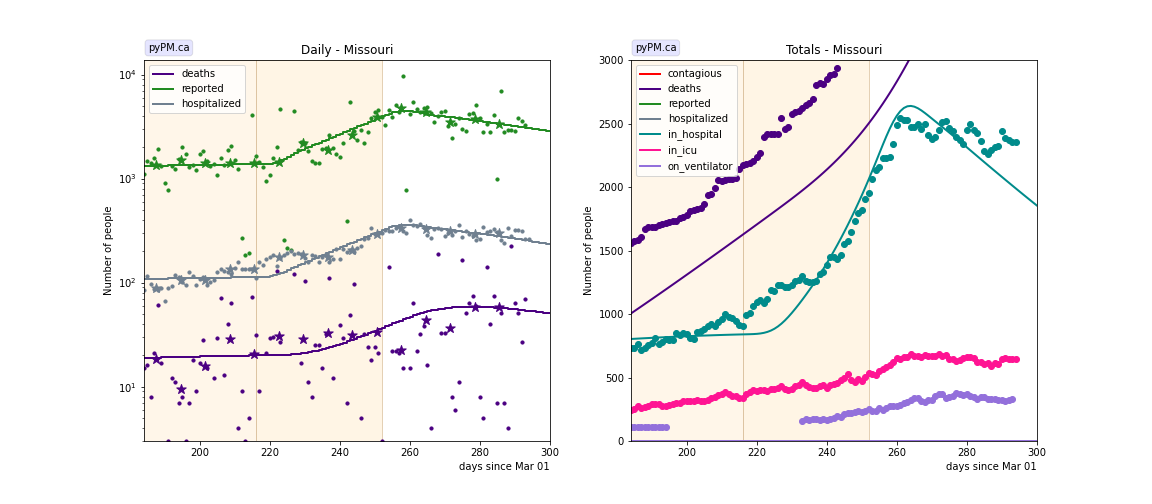 pyPM.ca
Daily - Missouri
deaths
reported
hospitalized
10⁴
10³
10²
10¹
Number of people
200
220
240
260
280
300
days since Mar 01
pyPM.ca
Totals - Missouri
contagious
deaths
reported
hospitalized
in_hospital
in_icu
on_ventilator
3000
2500
2000
1500
1000
500
0
Number of people
200
220
240
260
280
300
days since Mar 01